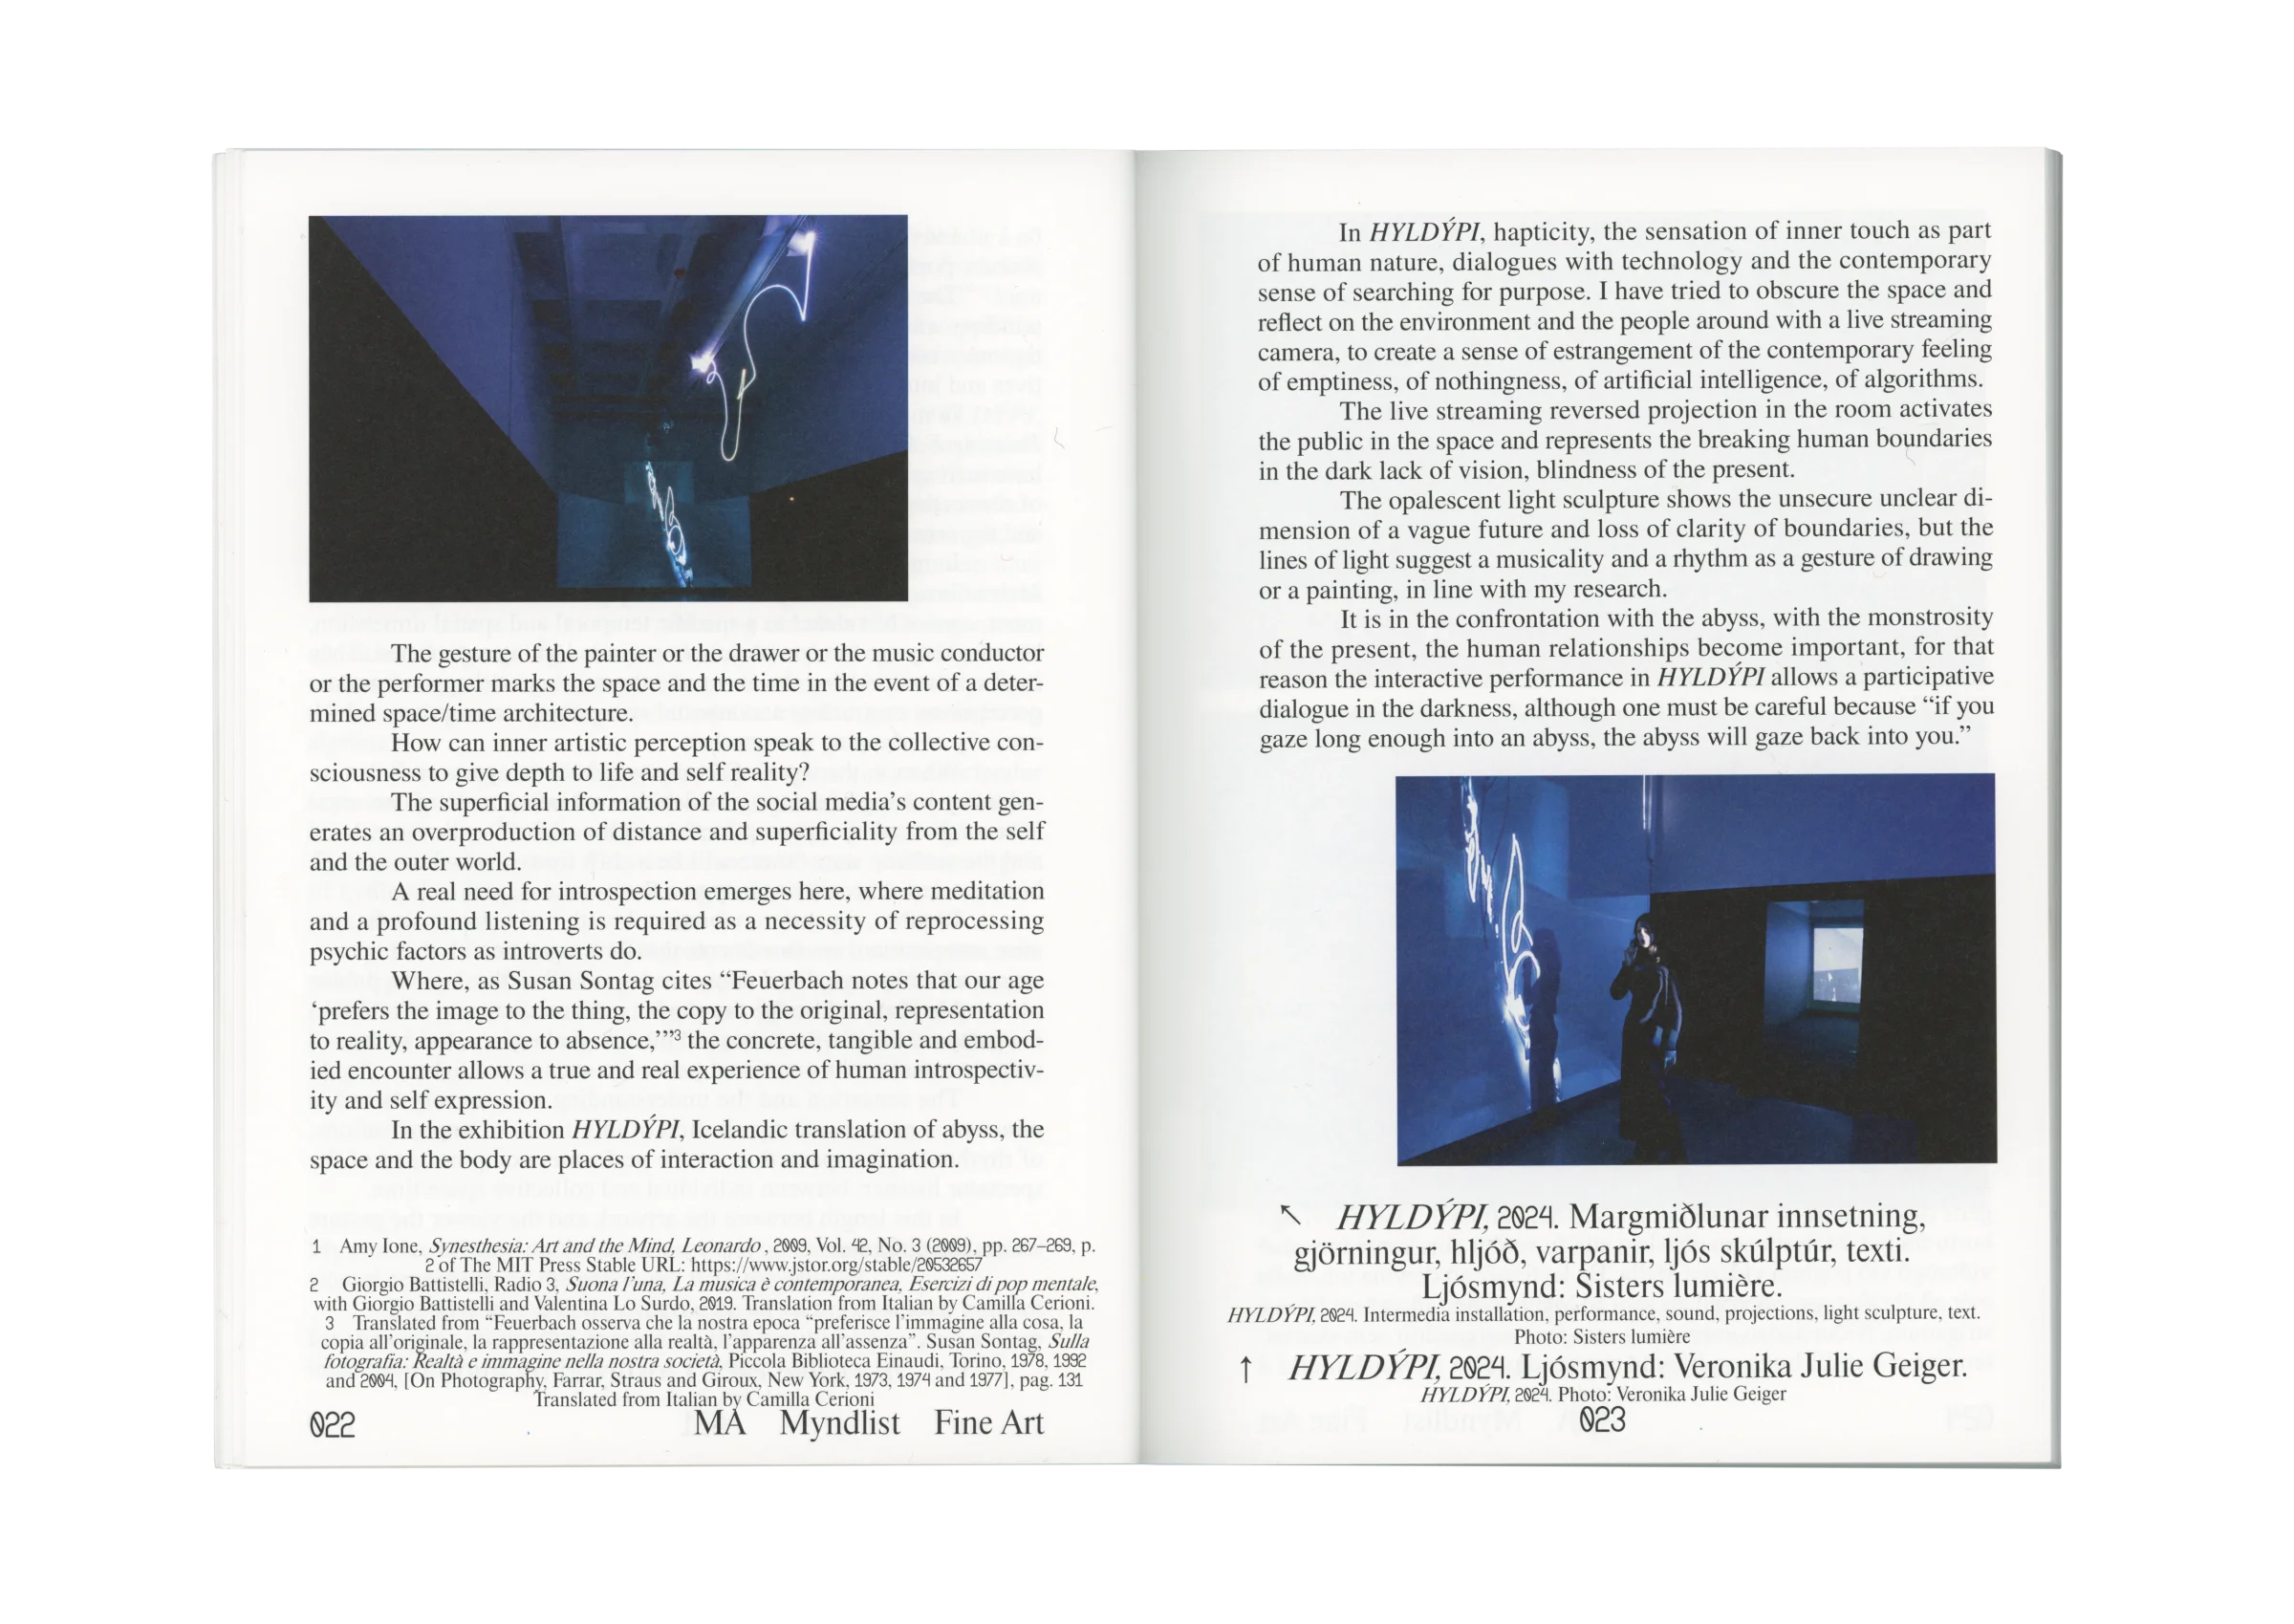 The gesture of the painter or the drawer or the music conductor
or the performer marks the space and the time in the event of a deter-
mined space/time architecture.
How can inner artistic perception speak to the collective con-
sciousness to give depth to life and self reality?
The superficial information of the social media’s content gen-
erates an overproduction of distance and superficiality from the self
and the outer world.
A real need for introspection emerges here, where meditation
and a profound listening is required as a necessity of reprocessing
psychic factors as introverts do.
Where, as Susan Sontag cites “Feuerbach notes that our age
‘prefers the image to the thing, the copy to the original, representation
to reality, appearance to absence,’”3 the concrete, tangible and embod-
ied encounter allows a true and real experience of human introspectiv-
ity and self expression.
In the exhibition HYLDÝPI, Icelandic translation of abyss, the
space and the body are places of interaction and imagination.
1 Amy Ione, Synesthesia: Art and the Mind, Leonardo , 2009, Vol. 42, No. 3 (2009), pp. 267–269, p.
2 of The MIT Press Stable URL: https://www.jstor.org/stable/20532657
2 Giorgio Battistelli, Radio 3, Suona l’una, La musica è contemporanea, Esercizi di pop mentale,
with Giorgio Battistelli and Valentina Lo Surdo, 2019. Translation from Italian by Camilla Cerioni.
3 Translated from “Feuerbach osserva che la nostra epoca “preferisce l’immagine alla cosa, la
copia all’originale, la rappresentazione alla realtà, l’apparenza all’assenza”. Susan Sontag, Sulla
fotografia: Realtà e immagine nella nostra società, Piccola Biblioteca Einaudi, Torino, 1978, 1992
and 2004, [On Photography, Farrar, Straus and Giroux, New York, 1973, 1974 and 1977], pag. 131
Translated from Italian by Camilla Cerioni
022 MA Myndlist Fine Art
In HYLDÝPI, hapticity, the sensation of inner touch as part
of human nature, dialogues with technology and the contemporary
sense of searching for purpose. I have tried to obscure the space and
reflect on the environment and the people around with a live streaming
camera, to create a sense of estrangement of the contemporary feeling
of emptiness, of nothingness, of artificial intelligence, of algorithms.
The live streaming reversed projection in the room activates
the public in the space and represents the breaking human boundaries
in the dark lack of vision, blindness of the present.
The opalescent light sculpture shows the unsecure unclear di-
mension of a vague future and loss of clarity of boundaries, but the
lines of light suggest a musicality and a rhythm as a gesture of drawing
or a painting, in line with my research.
It is in the confrontation with the abyss, with the monstrosity
of the present, the human relationships become important, for that
reason the interactive performance in HYLDÝPI allows a participative
dialogue in the darkness, although one must be careful because “if you
gaze long enough into an abyss, the abyss will gaze back into you.”
↖ HYLDÝPI, 2024. Margmiðlunar innsetning,
gjörningur, hljóð, varpanir, ljós skúlptúr, texti.
Ljósmynd: Sisters lumière.
HYLDÝPI, 2024. Intermedia installation, performance, sound, projections, light sculpture, text.
Photo: Sisters lumière
↑ HYLDÝPI, 2024. Ljósmynd: Veronika Julie Geiger.
HYLDÝPI, 2024. Photo: Veronika Julie Geiger
023